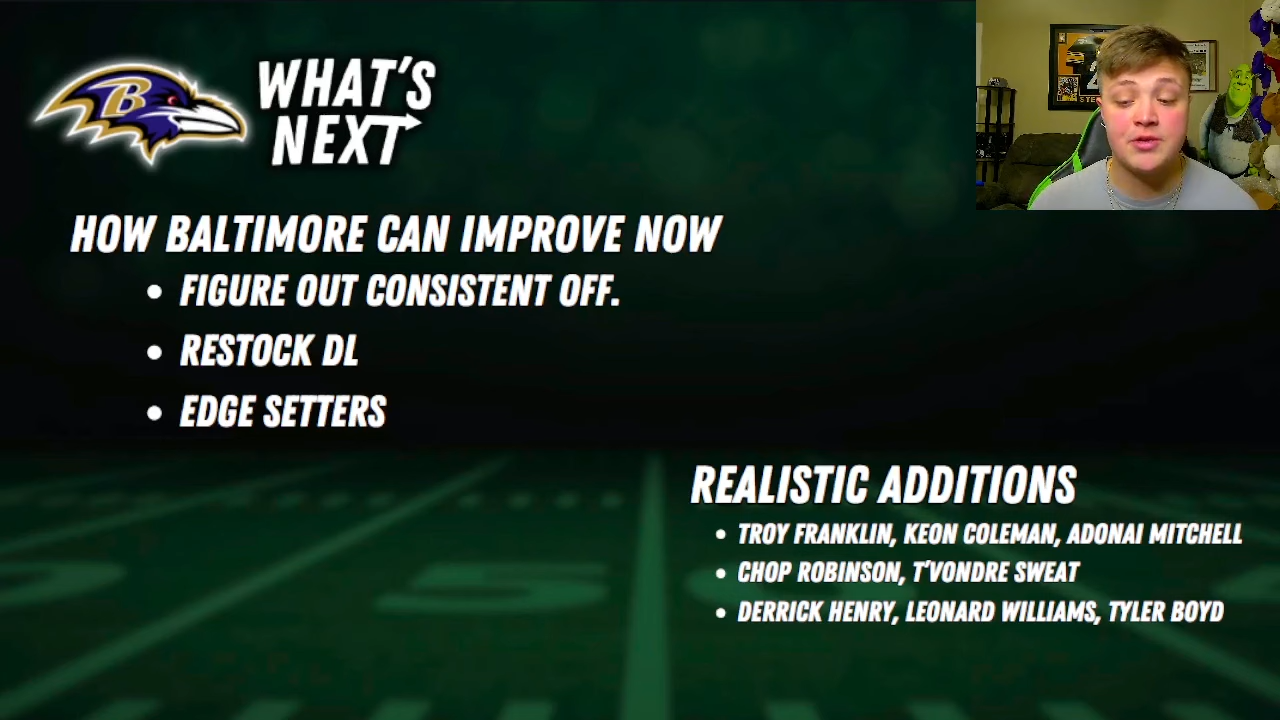 B
WHAT'S
NEXT
HOW BALTIMORE CAN IMPROVE NOW
• FIGURE OUT CONSISTENT OFF.
• RESTOCK DL
• EDGE SETTERS
REALISTIC ADDITIONS
• TROY FRANKLIN, KEON COLEMAN, ADONAI MITCHELL
• CHOP ROBINSON, T'VONDRE SWEAT
• DERRICK HENRY, LEONARD WILLIAMS, TYLER BOYD
5